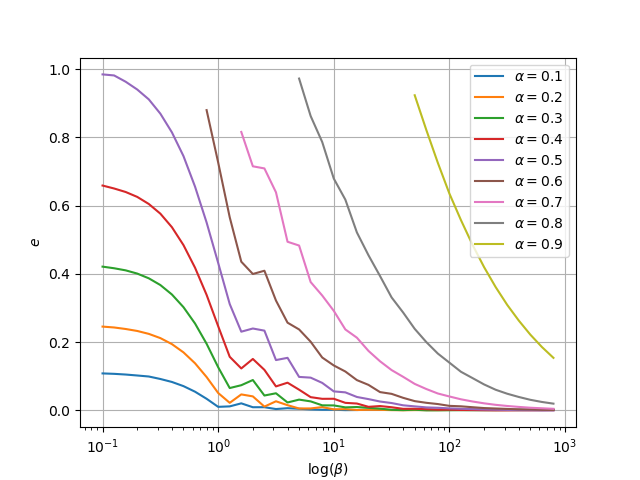 1.0
0.8
0.6
0.4
0.2
0.0
e
10⁻¹
10⁰
10¹
10²
10³
log(β)
α = 0.1
α = 0.2
α = 0.3
α = 0.4
α = 0.5
α = 0.6
α = 0.7
α = 0.8
α = 0.9